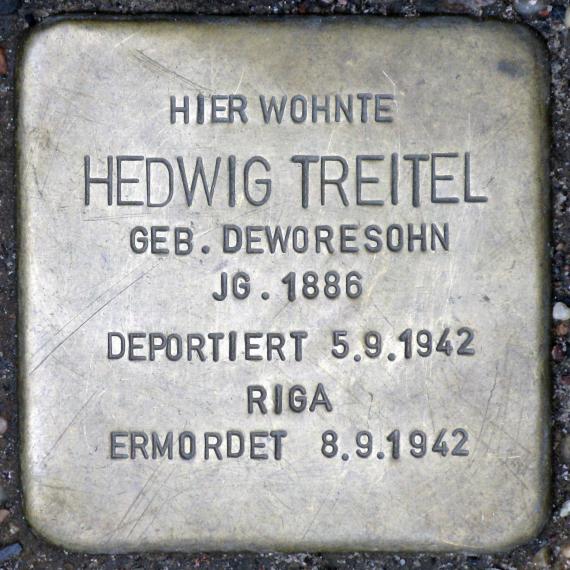 HIER WOHNTE
HEDWIG TREITEL
GEB. DEWORESOHN
JG. 1886
DEPORTIERT 5.9.1942
RIGA
ERMORDET 8.9.1942